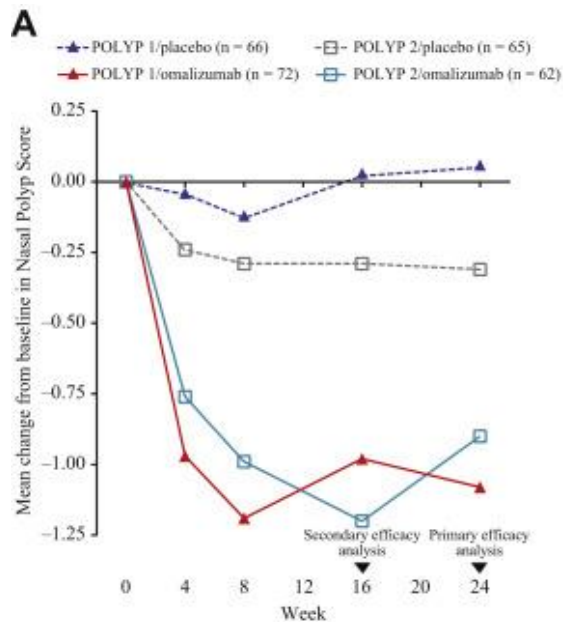 A
POLYP 1/placebo (n = 66)
POLYP 2/placebo (n = 65)
POLYP 1/omalizumab (n = 72)
POLYP 2/omalizumab (n = 62)
Mean change from baseline in Nasal Polyp Score
0.25
0.00
−0.25
−0.50
−0.75
−1.00
−1.25
Secondary efficacy
analysis
Primary efficacy
analysis
0 4 8 12 16 20 24
Week